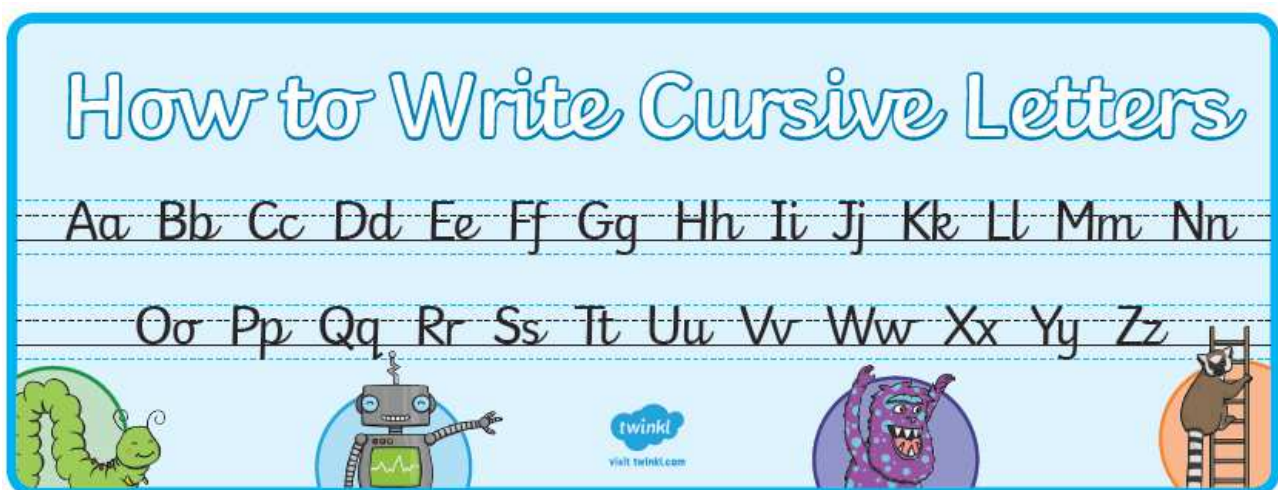 How to Write Cursive Letters
Aa Bb Cc Dd Ee Ff Gg Hh Ii Jj Kk Ll Mm Nn
Oo Pp Qq Rr Ss Tt Uu Vv Ww Xx Yy Zz
twinkl
visit twinkl.com